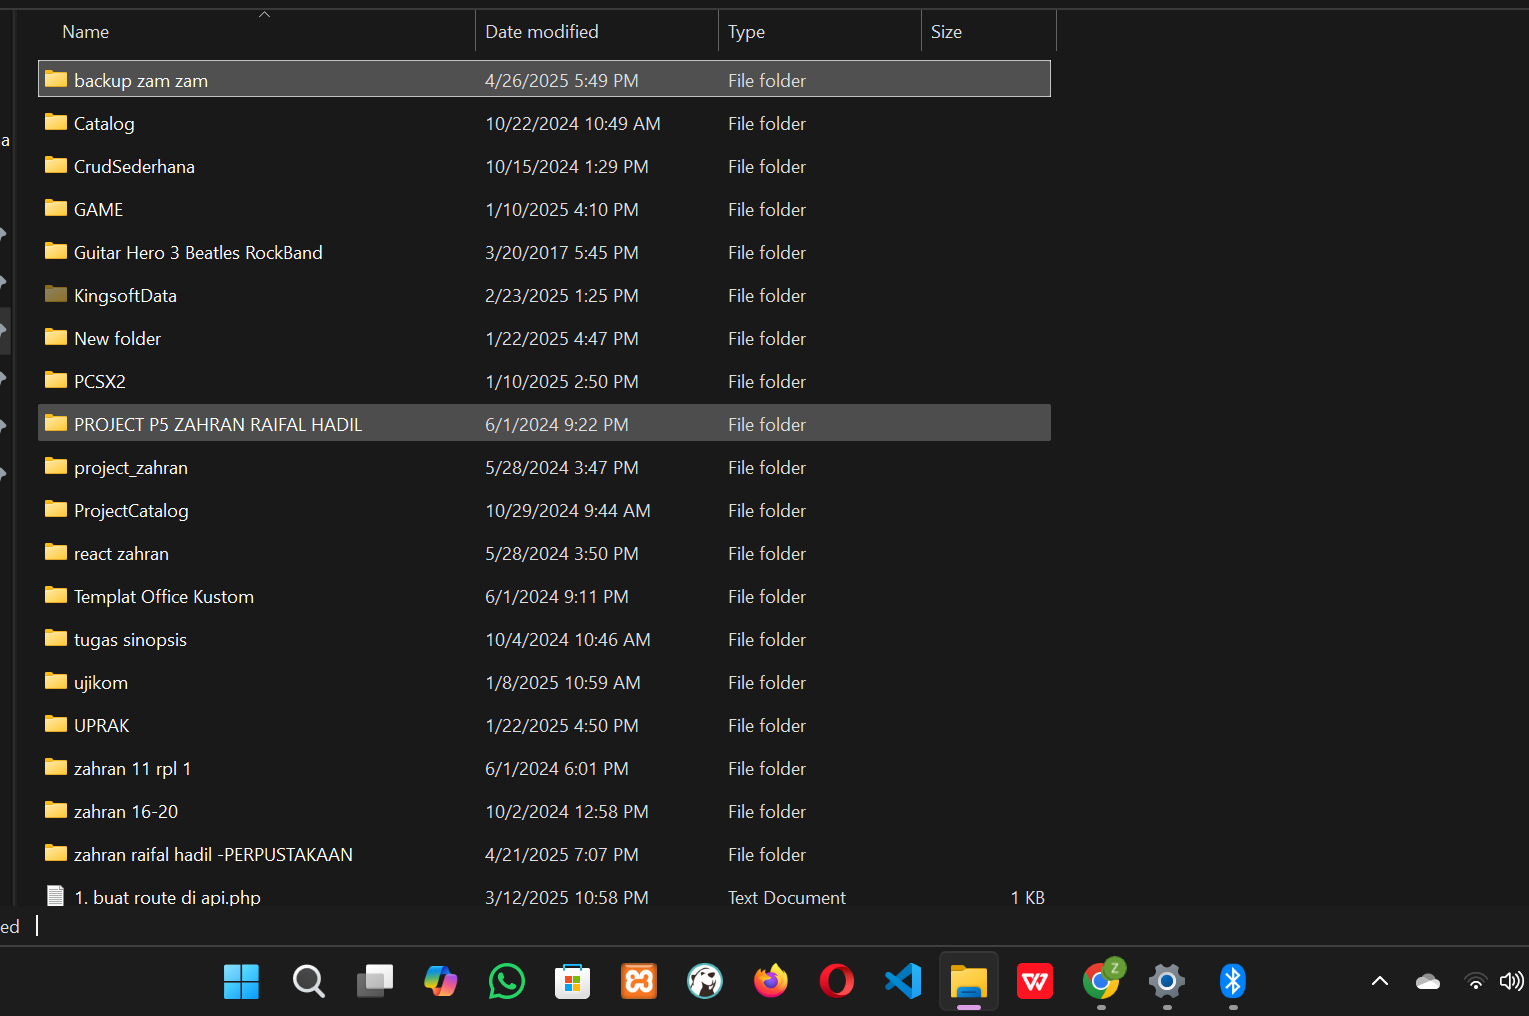 Name Date modified Type Size
backup zam zam 4/26/2025 5:49 PM File folder
Catalog 10/22/2024 10:49 AM File folder
a
CrudSederhana 10/15/2024 1:29 PM File folder
GAME 1/10/2025 4:10 PM File folder
Guitar Hero 3 Beatles RockBand 3/20/2017 5:45 PM File folder
KingsoftData 2/23/2025 1:25 PM File folder
New folder 1/22/2025 4:47 PM File folder
PCSX2 1/10/2025 2:50 PM File folder
PROJECT P5 ZAHRAN RAIFAL HADIL 6/1/2024 9:22 PM File folder
project_zahran 5/28/2024 3:47 PM File folder
ProjectCatalog 10/29/2024 9:44 AM File folder
react zahran 5/28/2024 3:50 PM File folder
Templat Office Kustom 6/1/2024 9:11 PM File folder
tugas sinopsis 10/4/2024 10:46 AM File folder
ujikom 1/8/2025 10:59 AM File folder
UPRAK 1/22/2025 4:50 PM File folder
zahran 11 rpl 1 6/1/2024 6:01 PM File folder
zahran 16-20 10/2/2024 12:58 PM File folder
zahran raifal hadil -PERPUSTAKAAN 4/21/2025 7:07 PM File folder
1. buat route di api.php 3/12/2025 10:58 PM Text Document 1 KB
ed
W
Z